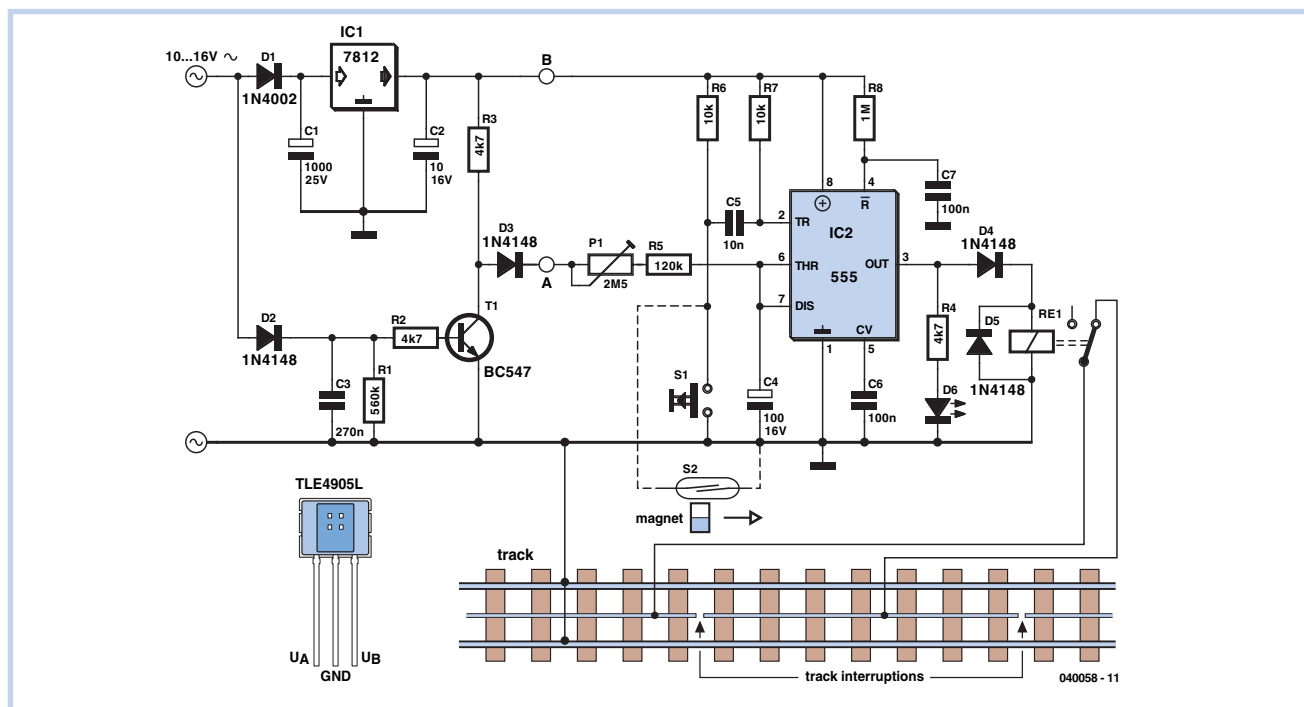 10...16V ~
D1
1N4002
IC1
7812
C1
1000
25V
C2
10
16V
R3
4k7
B
R6
10k
R7
10k
R8
1M
C7
100n
D3
1N4148
A
P1
2M5
R5
120k
C5
10n
8
4
R
2
TR
IC2
6
THR
OUT
3
555
7
DIS
CV
1
5
D4
1N4148
R4
4k7
D5
1N4148
RE1
D6
D2
1N4148
R2
4k7
T1
BC547
C3
270n
R1
560k
S1
C4
100
16V
C6
100n
S2
magnet
TLE4905L
UA
GND
UB
track
track interruptions
040058 - 11